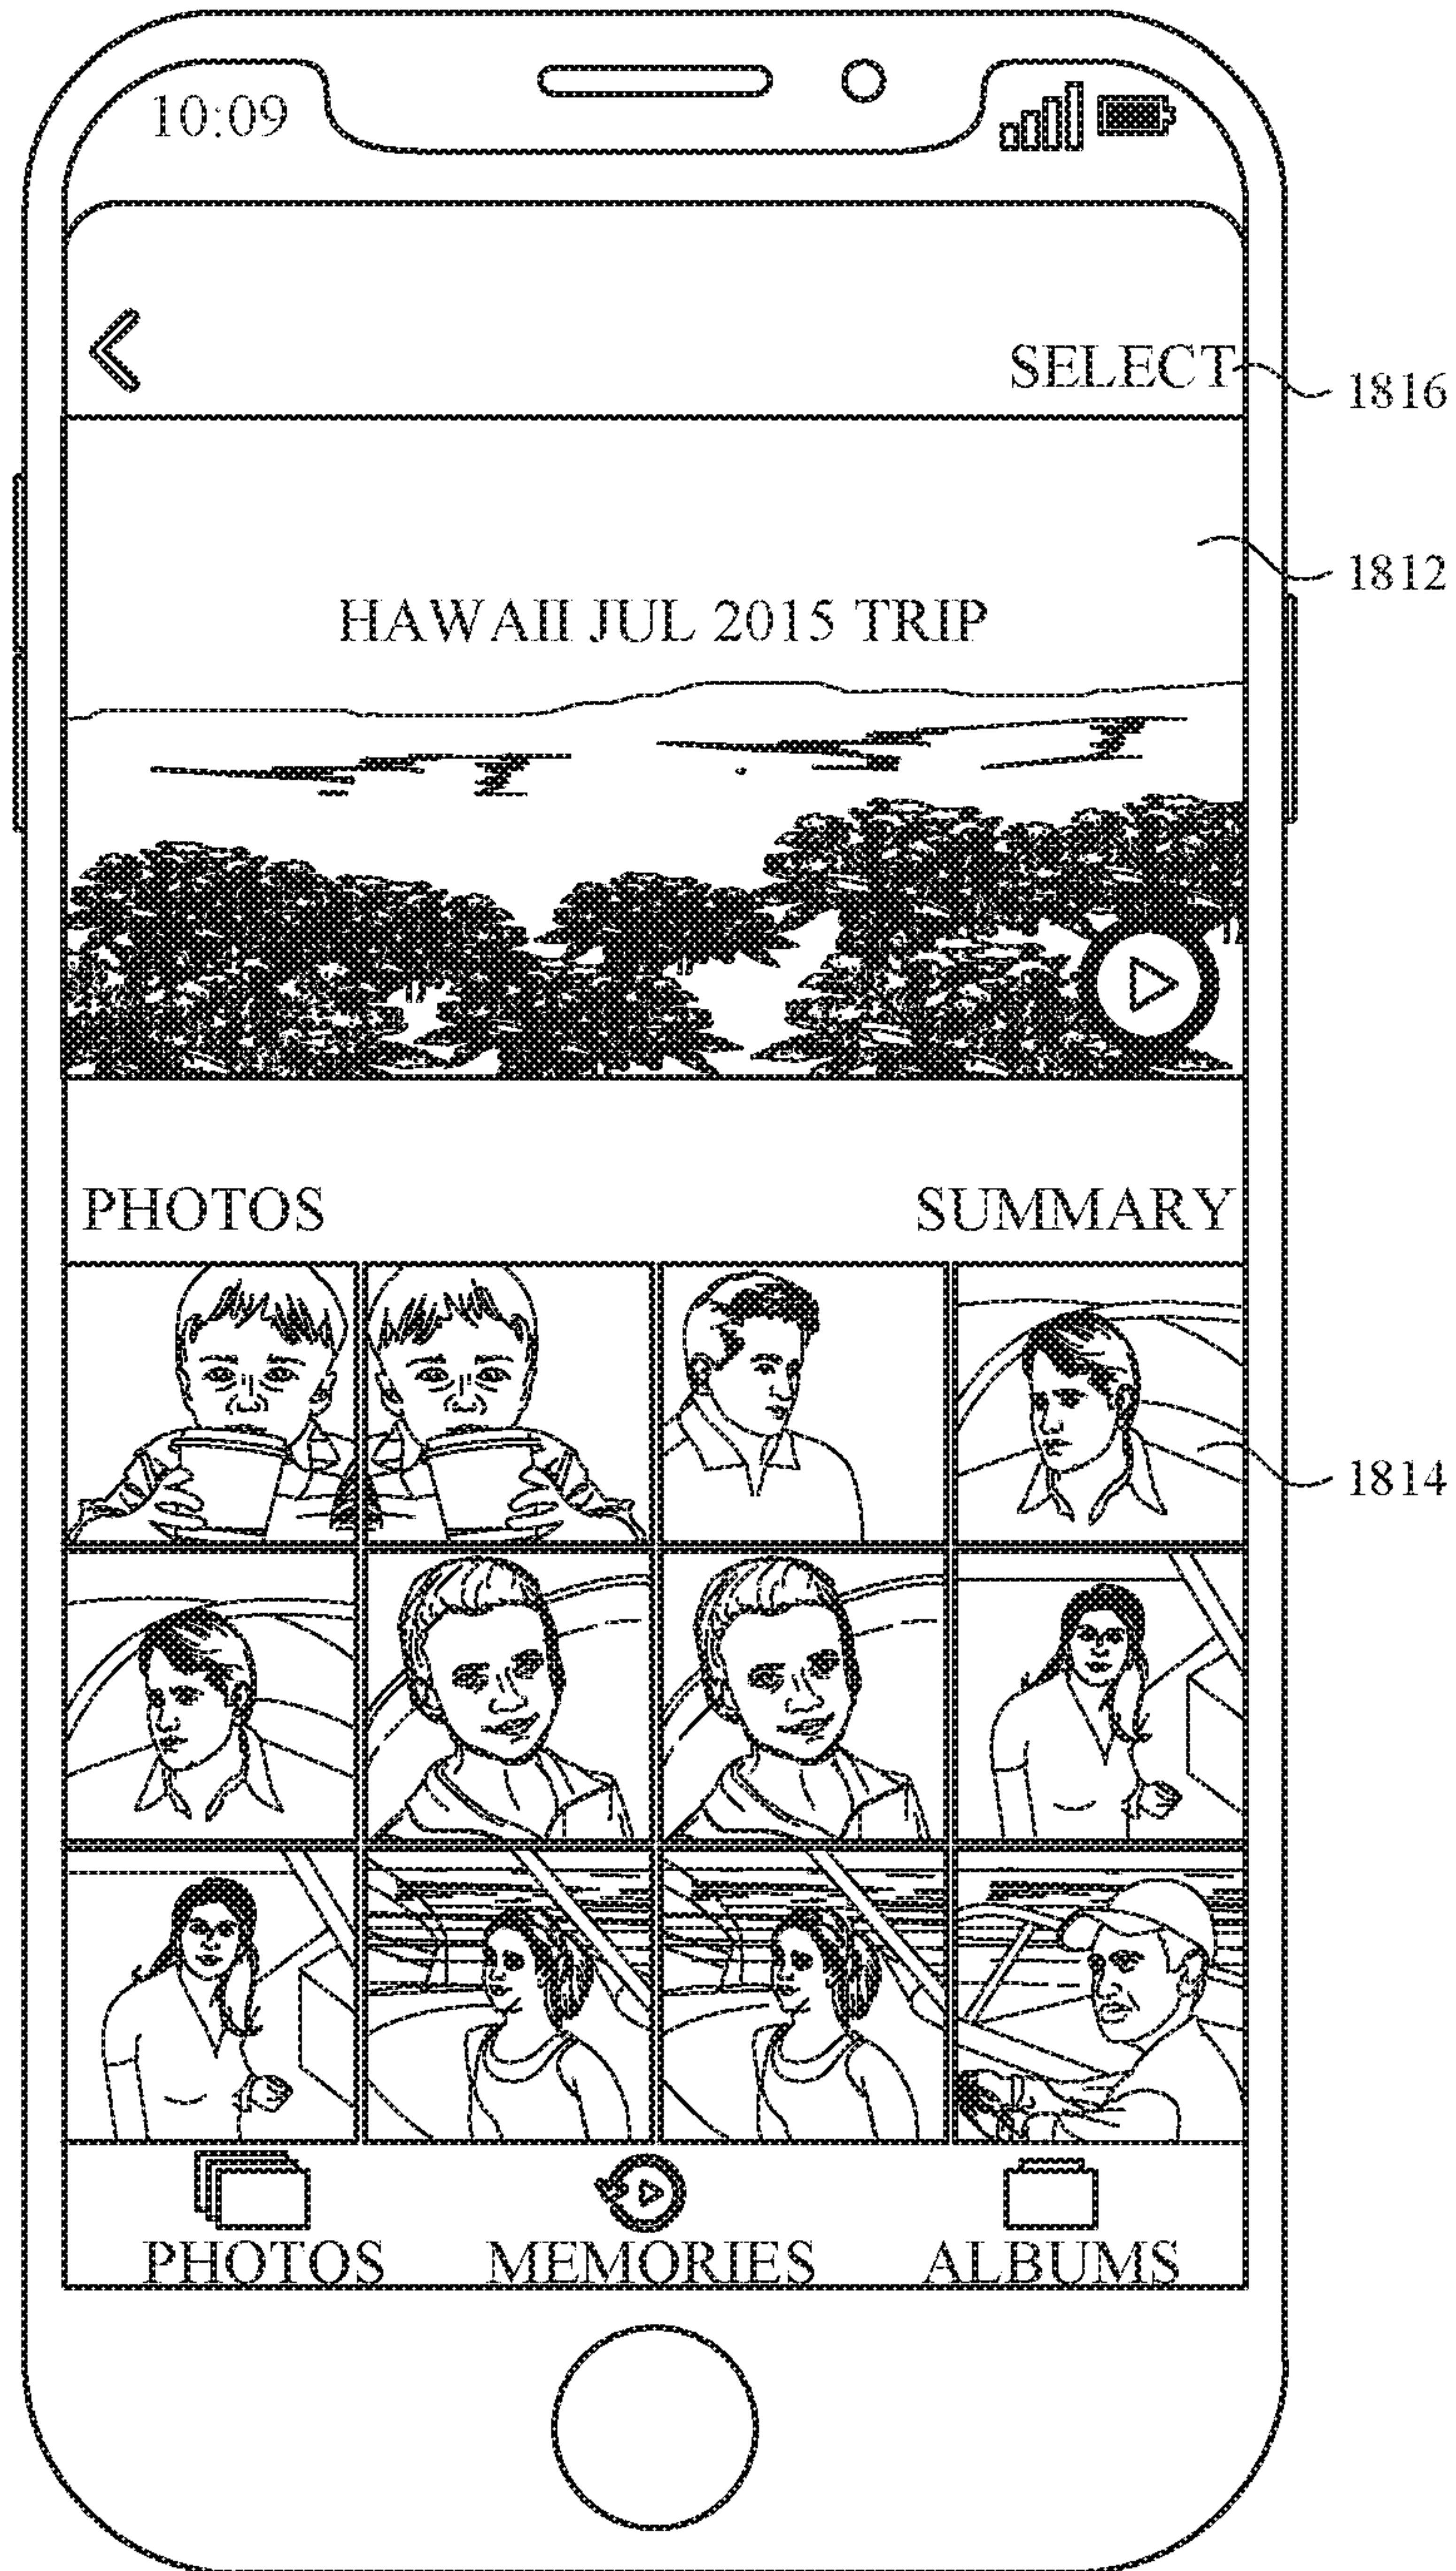 10:09
SELECT
1816
1812
HAWAII JUL 2015 TRIP
PHOTOS
SUMMARY
1814
PHOTOS
MEMORIES
ALBUMS